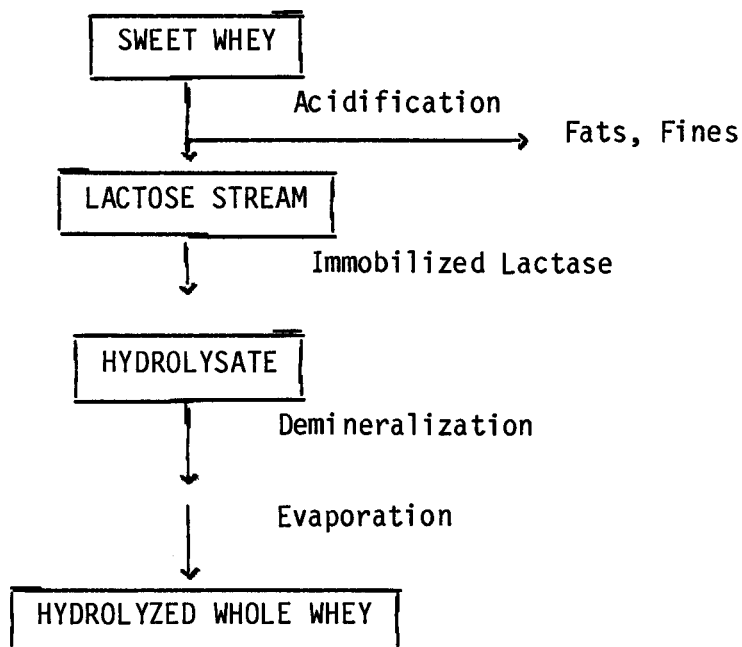 SWEET WHEY
Acidification
Fats, Fines
LACTOSE STREAM
Immobilized Lactase
HYDROLYSATE
Demineralization
Evaporation
HYDROLYZED WHOLE WHEY